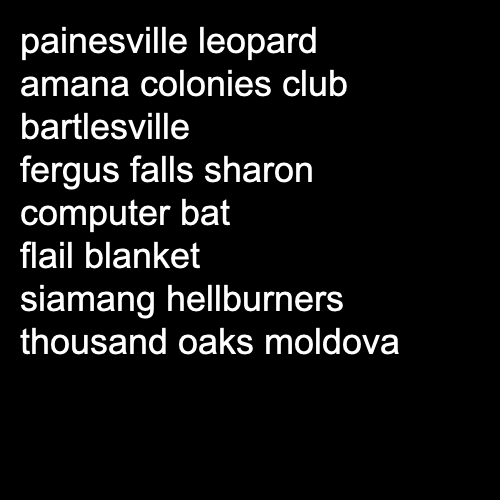 painesville leopard
amana colonies club
bartlesville
fergus falls sharon
computer bat
flail blanket
siamang hellburners
thousand oaks moldova